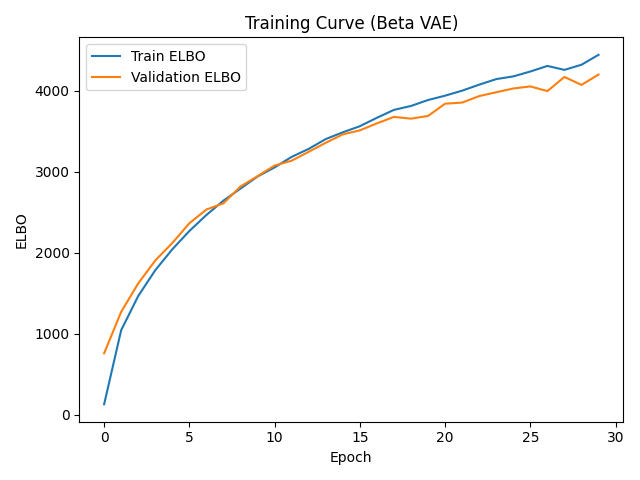 Training Curve (Beta VAE)
Train ELBO
Validation ELBO
4000
3000
2000
1000
0
ELBO
0 5 10 15 20 25 30
Epoch